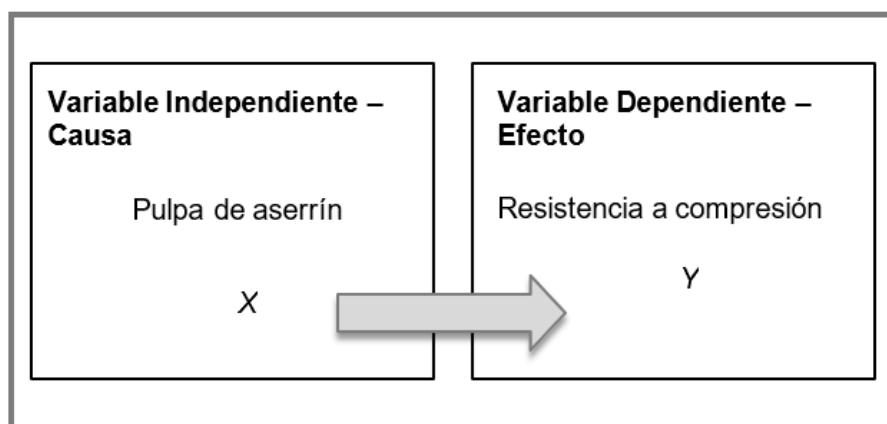 Variable Independiente –
Causa
Pulpa de aserrín
X
Variable Dependiente –
Efecto
Resistencia a compresión
Y